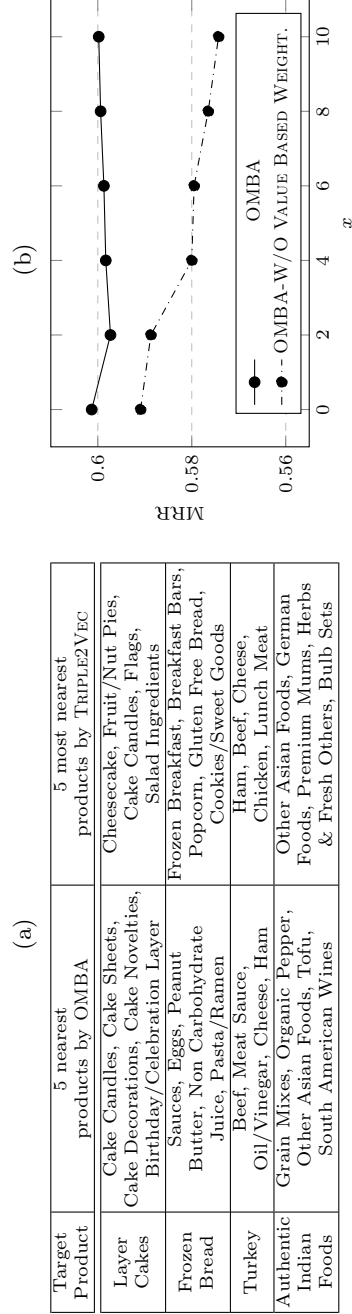 (a)
Target
Product
5 nearest
products by OMBA
5 most nearest
products by TRIPLE2VEC
Layer
Cakes
Cake Candles, Cake Sheets,
Cake Decorations, Cake Novelties,
Birthday/Celebration Layer
Cheesecake, Fruit/Nut Pies,
Cake Candles, Flags,
Salad Ingredients
Frozen
Bread
Sauces, Eggs, Peanut
Butter, Non Carbohydrate
Juice, Pasta/Ramen
Frozen Breakfast, Breakfast Bars,
Popcorn, Gluten Free Bread,
Cookies/Sweet Goods
Turkey
Beef, Meat Sauce,
Oil/Vinegar, Cheese, Ham
Ham, Beef, Cheese,
Chicken, Lunch Meat
Authentic
Indian
Foods
Grain Mixes, Organic Pepper,
Other Asian Foods, Tofu,
South American Wines
Other Asian Foods, German
Foods, Premium Mums, Herbs
& Fresh Others, Bulb Sets
(b)
MRR
0.6
0.58
0.56
OMBA
OMBA-W/O VALUE BASED WEIGHT.
0 2 4 6 8 10
x